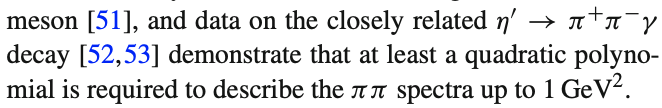 meson [51], and data on the closely related η′ → π⁺π⁻γ
decay [52,53] demonstrate that at least a quadratic polyno-
mial is required to describe the ππ spectra up to 1 GeV².